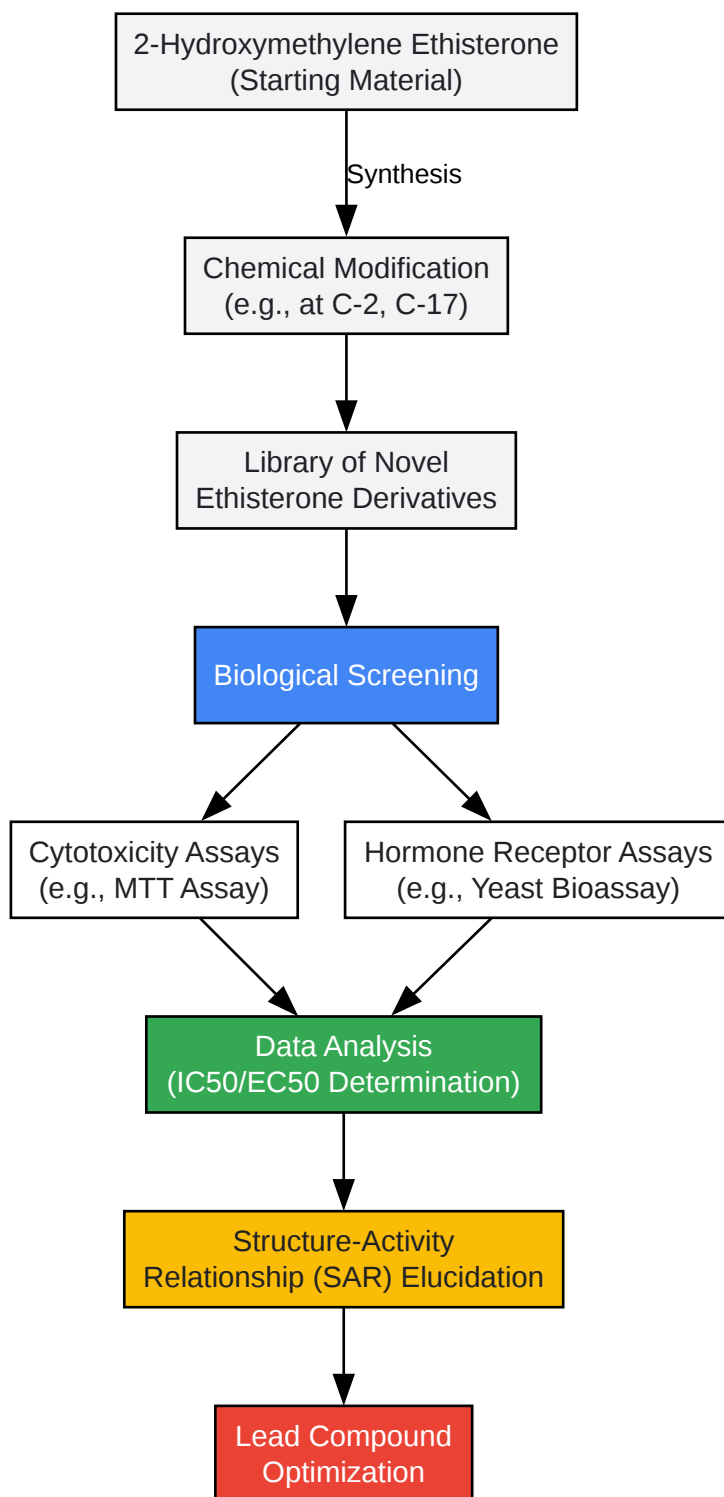 2-Hydroxymethylene Ethisterone
(Starting Material)
Synthesis
Chemical Modification
(e.g., at C-2, C-17)
Library of Novel
Ethisterone Derivatives
Biological Screening
Cytotoxicity Assays
(e.g., MTT Assay)
Hormone Receptor Assays
(e.g., Yeast Bioassay)
Data Analysis
(IC50/EC50 Determination)
Structure-Activity
Relationship (SAR) Elucidation
Lead Compound
Optimization